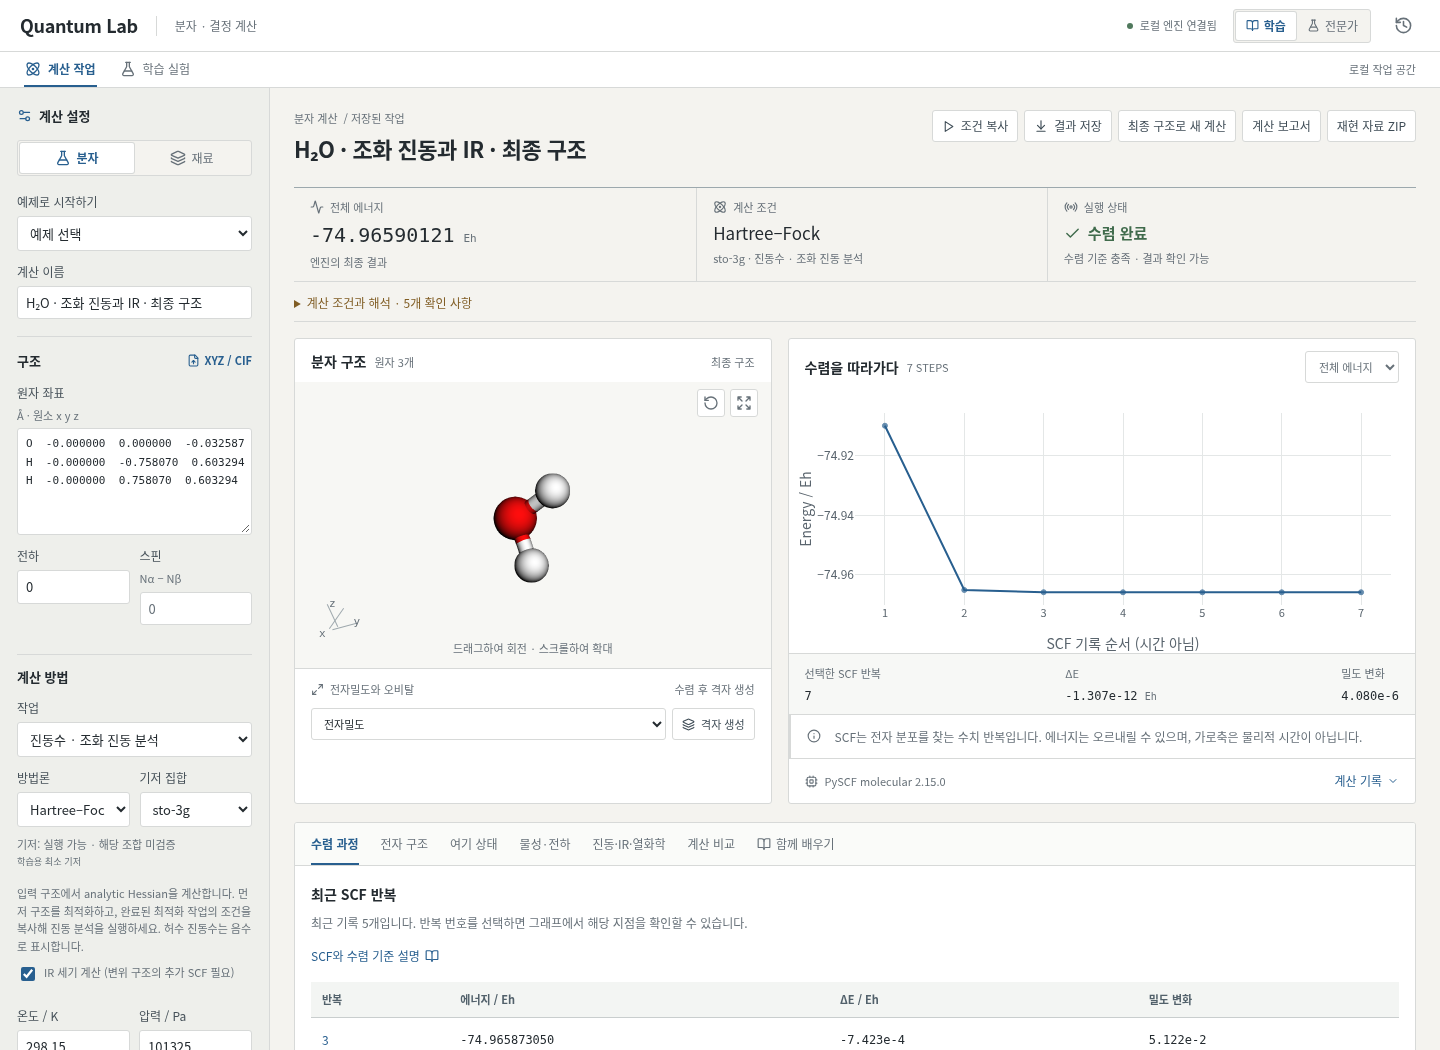 Quantum Lab
분자 · 결정 계산
로컬 엔진 연결됨
학습
전문가
계산 작업
학습 실험
로컬 작업 공간
계산 설정
분자
재료
예제로 시작하기
예제 선택
계산 이름
H₂O · 조화 진동과 IR · 최종 구조
구조
XYZ / CIF
원자 좌표
Å · 원소 x y z
O -0.000000 0.000000 -0.032587
H -0.000000 -0.758070 0.603294
H -0.000000 0.758070 0.603294
전하
스핀
Nα − Nβ
0
0
계산 방법
작업
진동수 · 조화 진동 분석
방법론
기저 집합
Hartree−Foc
sto-3g
기저: 실행 가능 · 해당 조합 미검증
학습용 최소 기저
입력 구조에서 analytic Hessian을 계산합니다. 먼
저 구조를 최적화하고, 완료된 최적화 작업의 조건을
복사해 진동 분석을 실행하세요. 허수 진동수는 음수
로 표시합니다.
IR 세기 계산 (변위 구조의 추가 SCF 필요)
온도 / K
압력 / Pa
298.15
101325
분자 계산 / 저장된 작업
H₂O · 조화 진동과 IR · 최종 구조
조건 복사
결과 저장
최종 구조로 새 계산
계산 보고서
재현 자료 ZIP
전체 에너지
-74.96590121 Eh
엔진의 최종 결과
계산 조건
Hartree−Fock
sto-3g · 진동수 · 조화 진동 분석
실행 상태
수렴 완료
수렴 기준 충족 · 결과 확인 가능
계산 조건과 해석 · 5개 확인 사항
분자 구조 원자 3개
최종 구조
z
y
x
드래그하여 회전 · 스크롤하여 확대
전자밀도와 오비탈
수렴 후 격자 생성
전자밀도
격자 생성
수렴을 따라가다 7 STEPS
전체 에너지
Energy / Eh
−74.92
−74.94
−74.96
1 2 3 4 5 6 7
SCF 기록 순서 (시간 아님)
선택한 SCF 반복
ΔE
밀도 변화
7
-1.307e-12 Eh
4.080e-6
SCF는 전자 분포를 찾는 수치 반복입니다. 에너지는 오르내릴 수 있으며, 가로축은 물리적 시간이 아닙니다.
PySCF molecular 2.15.0
계산 기록
수렴 과정
전자 구조
여기 상태
물성·전하
진동·IR·열화학
계산 비교
함께 배우기
최근 SCF 반복
최근 기록 5개입니다. 반복 번호를 선택하면 그래프에서 해당 지점을 확인할 수 있습니다.
SCF와 수렴 기준 설명
반복 에너지 / Eh ΔE / Eh 밀도 변화
3 -74.965873050 -7.423e-4 5.122e-2